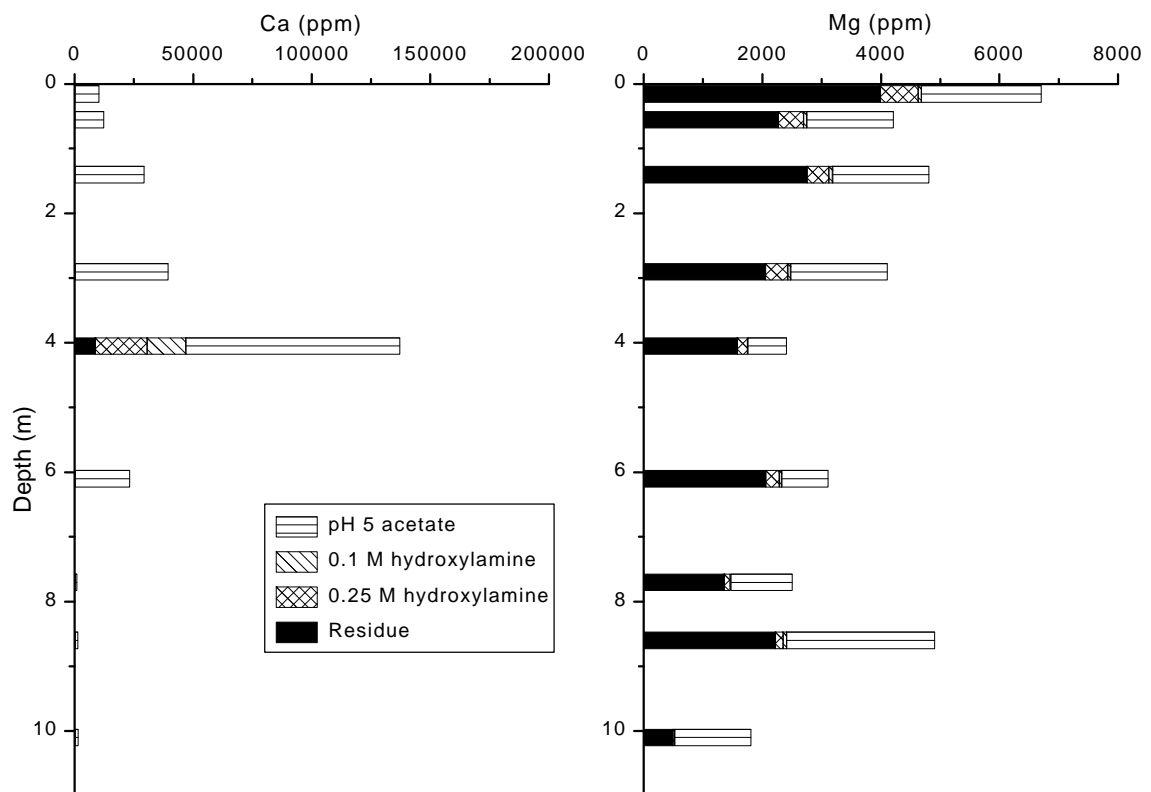 Ca (ppm)
0 50000 100000 150000 200000
0
2
4
6
8
10
Depth (m)
pH 5 acetate
0.1 M hydroxylamine
0.25 M hydroxylamine
Residue
Mg (ppm)
0 2000 4000 6000 8000
0
2
4
6
8
10